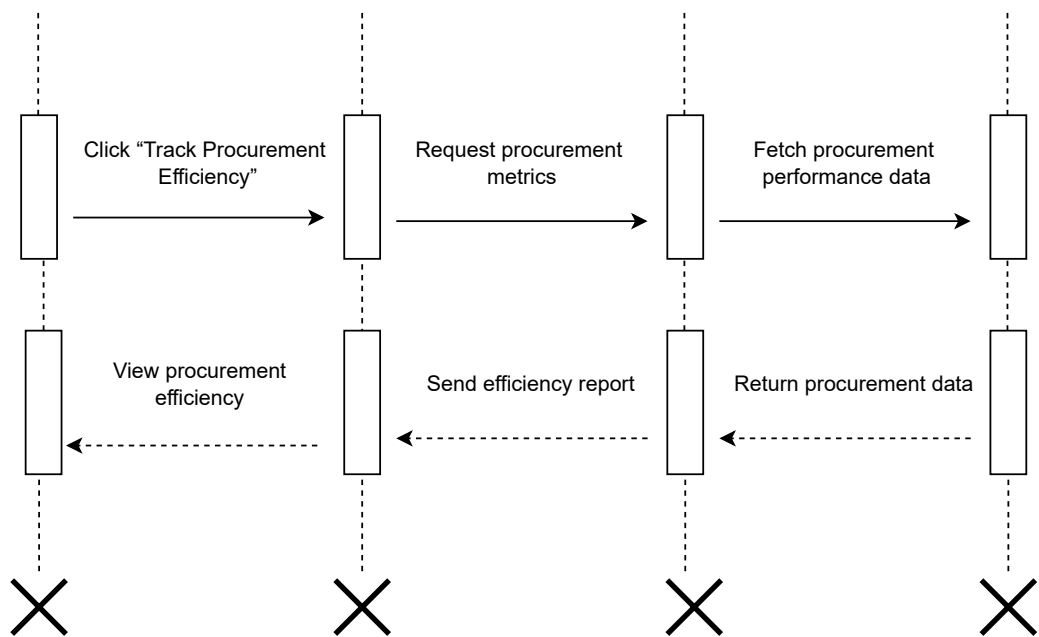 Click “Track Procurement
Efficiency”
Request procurement
metrics
Fetch procurement
performance data
View procurement
efficiency
Send efficiency report
Return procurement data